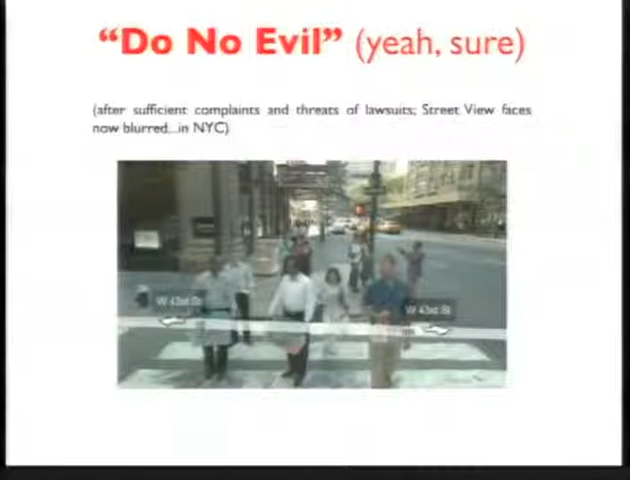 “Do No Evil” (yeah, sure)
(after sufficient complaints and threats of lawsuits; Street View faces
now blurred...in NYC)
W 43rd St
W 43rd St